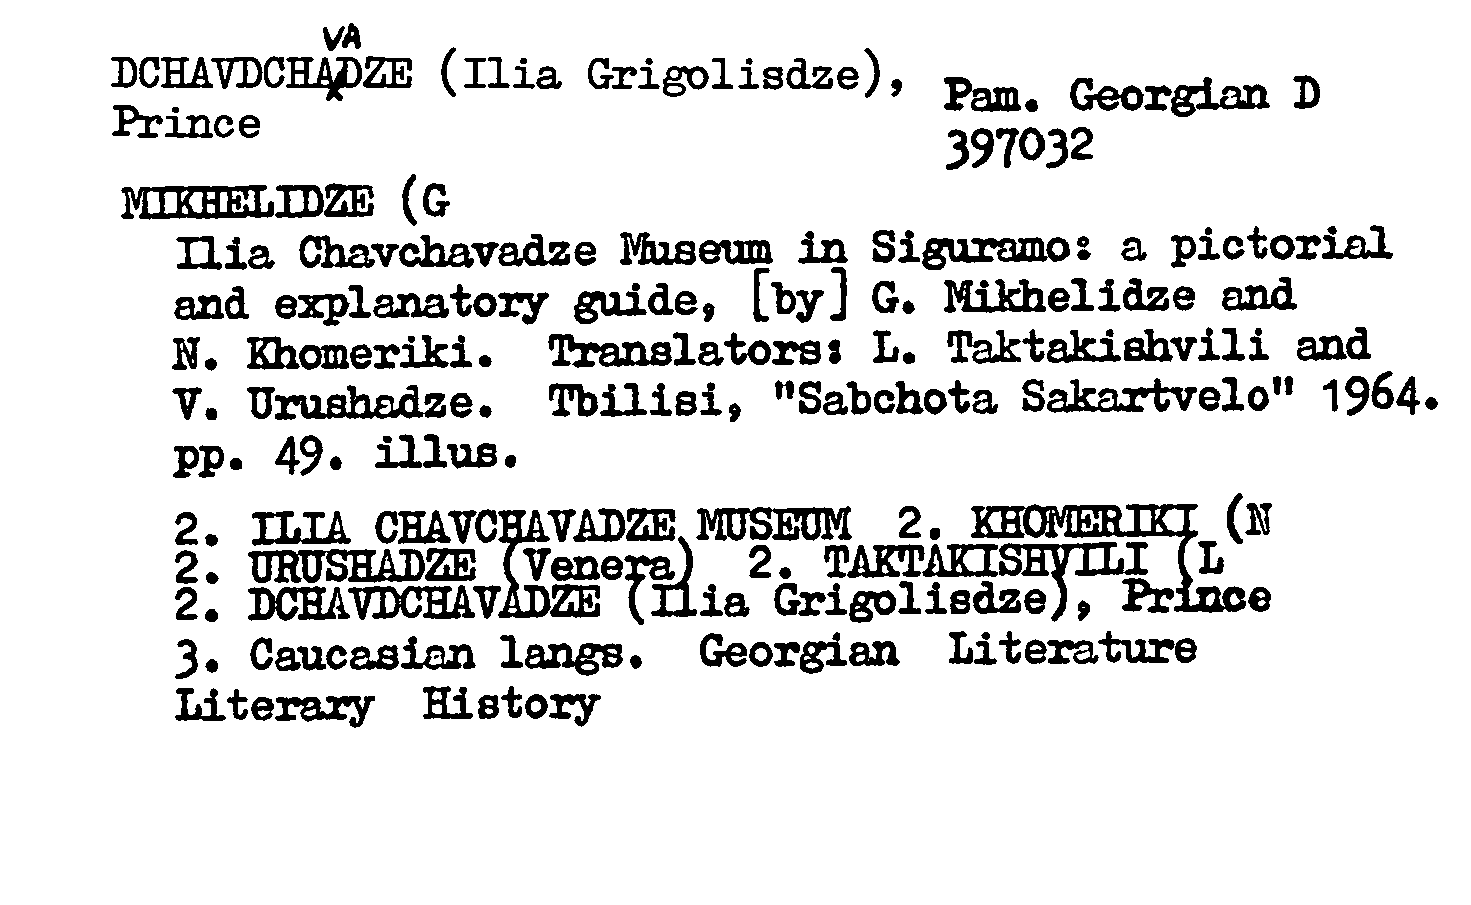 DCHAVDCHAVADZE (Ilia Grigolisdze),
Prince
Pam. Georgian D
397032
MIKHELIDZE (G
Ilia Chavchavadze Museum in Siguramo: a pictorial
and explanatory guide, [by] G. Mikhelidze and
N. Khomeriki. Translators: L. Taktakishvili and
V. Urushadze. Tbilisi, "Sabchota Sakartvelo" 1964.
pp. 49. illus.
2. ILIA CHAVCHAVADZE MUSEUM 2. KHOMERIKI (N
2. URUSHADZE (Venera) 2. TAKTAKISHVILI (L
2. DCHAVDCHAVADZE (Ilia Grigolisdze), Prince
3. Caucasian langs. Georgian Literature
Literary History